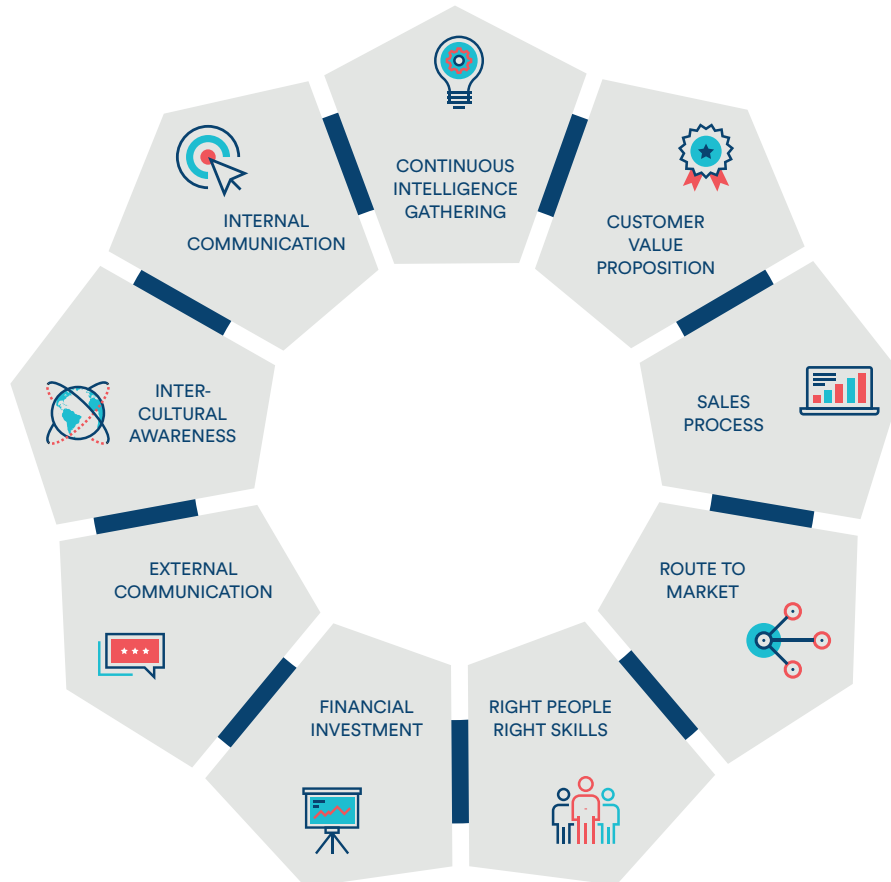 CONTINUOUS
INTELLIGENCE
GATHERING
CUSTOMER
VALUE
PROPOSITION
SALES
PROCESS
ROUTE TO
MARKET
RIGHT PEOPLE
RIGHT SKILLS
FINANCIAL
INVESTMENT
EXTERNAL
COMMUNICATION
INTER-
CULTURAL
AWARENESS
INTERNAL
COMMUNICATION